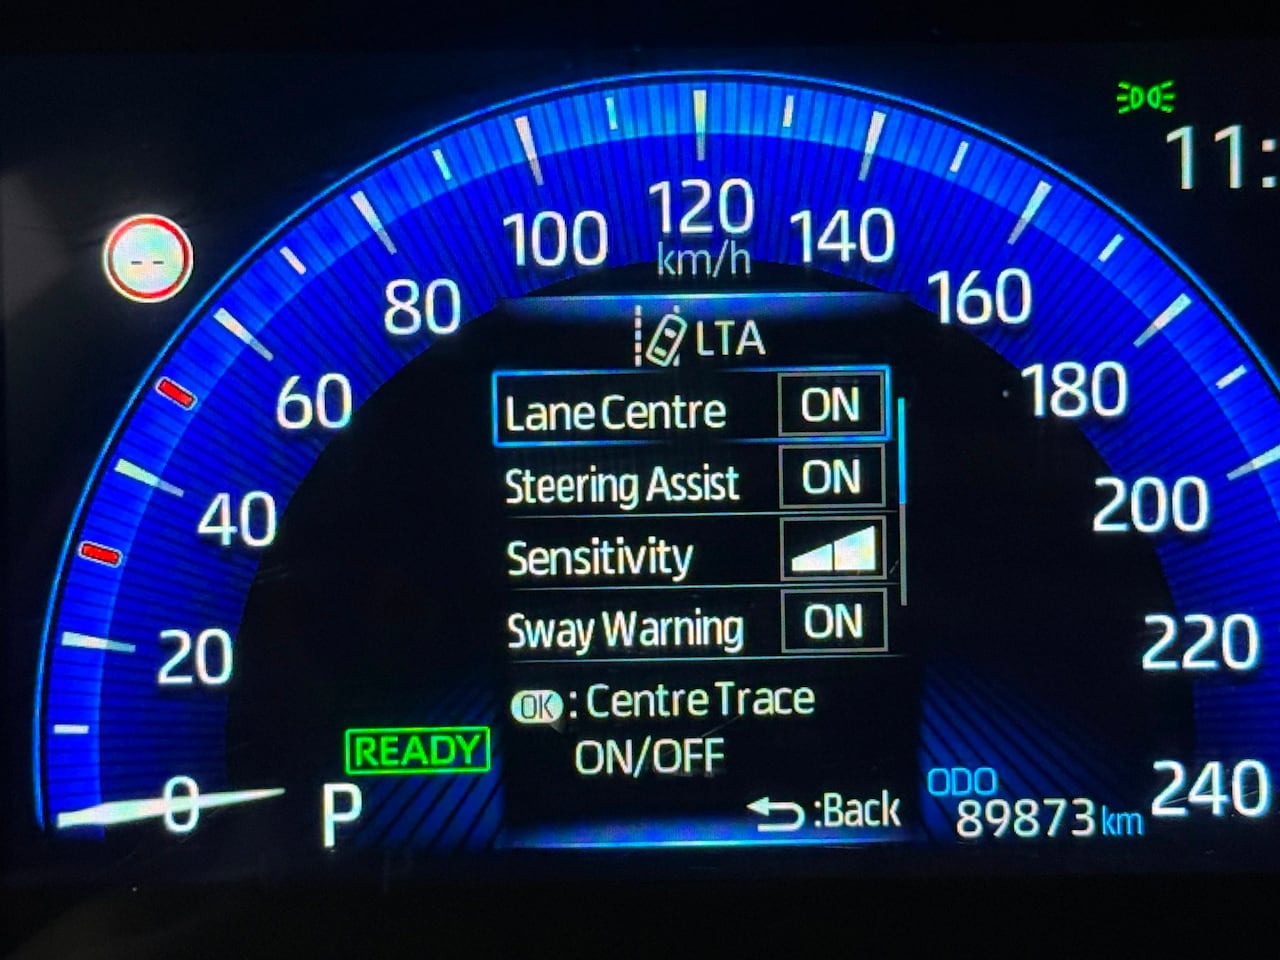 11:
120
km/h
100
140
80
160
--
LTA
60
180
Lane Centre ON
Steering Assist ON
40
200
Sensitivity
Sway Warning ON
20
220
OK : Centre Trace
ON/OFF
READY
0
P
:Back
ODO
89873 km
240